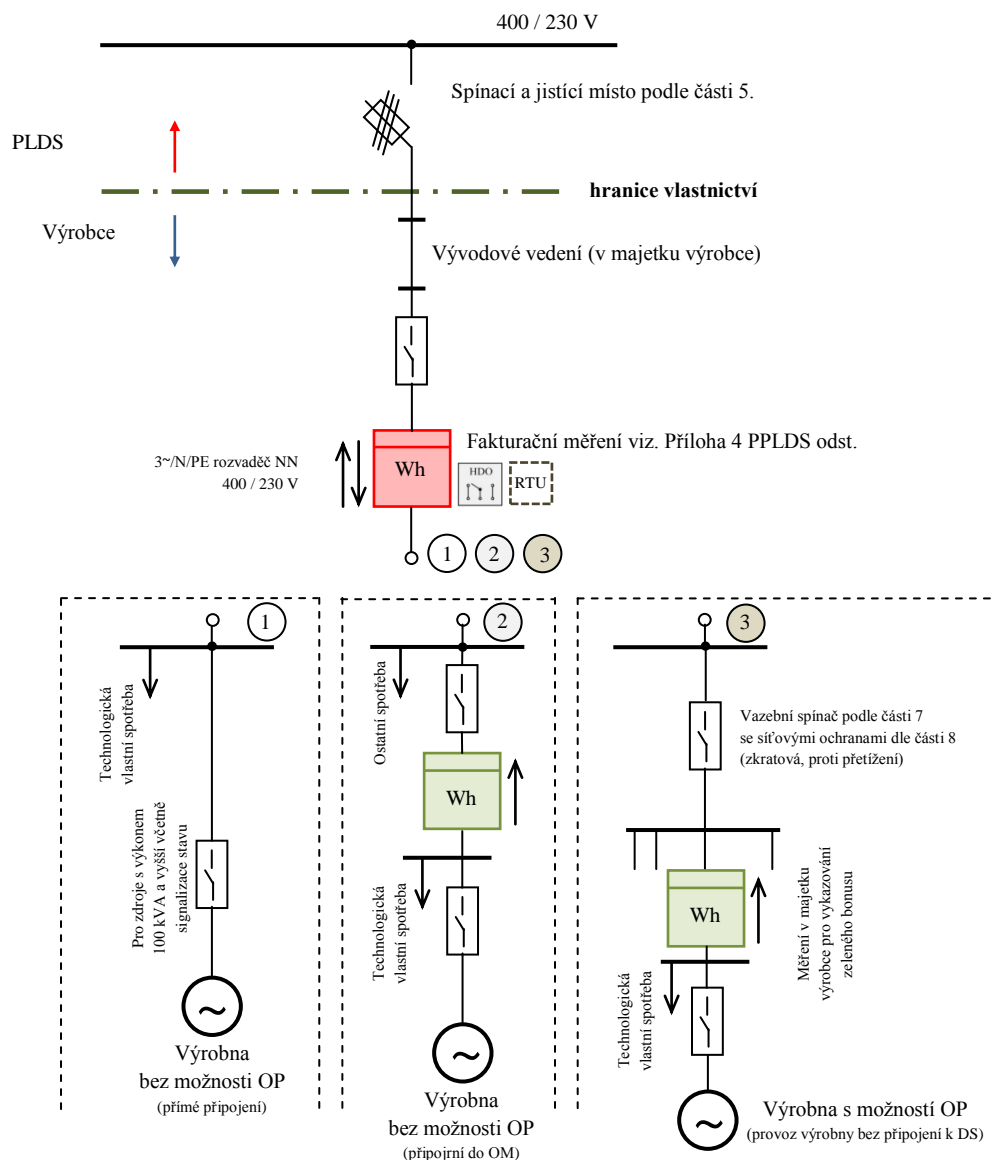 400 / 230 V
Spínací a jistící místo podle části 5.
PLDS
hranice vlastnictví
Výrobce
Vývodové vedení (v majetku výrobce)
Fakturační měření viz. Příloha 4 PPLDS odst.
3~/N/PE rozvaděč NN
400 / 230 V
Wh
HDO
RTU
1
2
3
1
Technologická
vlastní spotřeba
Pro zdroje s výkonem
100 kVA a vyšší včetně
signalizace stavu
~
Výrobna
bez možnosti OP
(přímé připojení)
2
Ostatní spotřeba
Wh
Technologická
vlastní spotřeba
~
Výrobna
bez možnosti OP
(připojrní do OM)
3
Vazební spínač podle části 7
se síťovými ochranami dle části 8
(zkratová, proti přetížení)
Wh
Měření v majetku
výrobce pro vykazování
zeleného bonusu
Technologická
vlastní spotřeba
~
Výrobna s možností OP
(provoz výrobny bez připojení k DS)